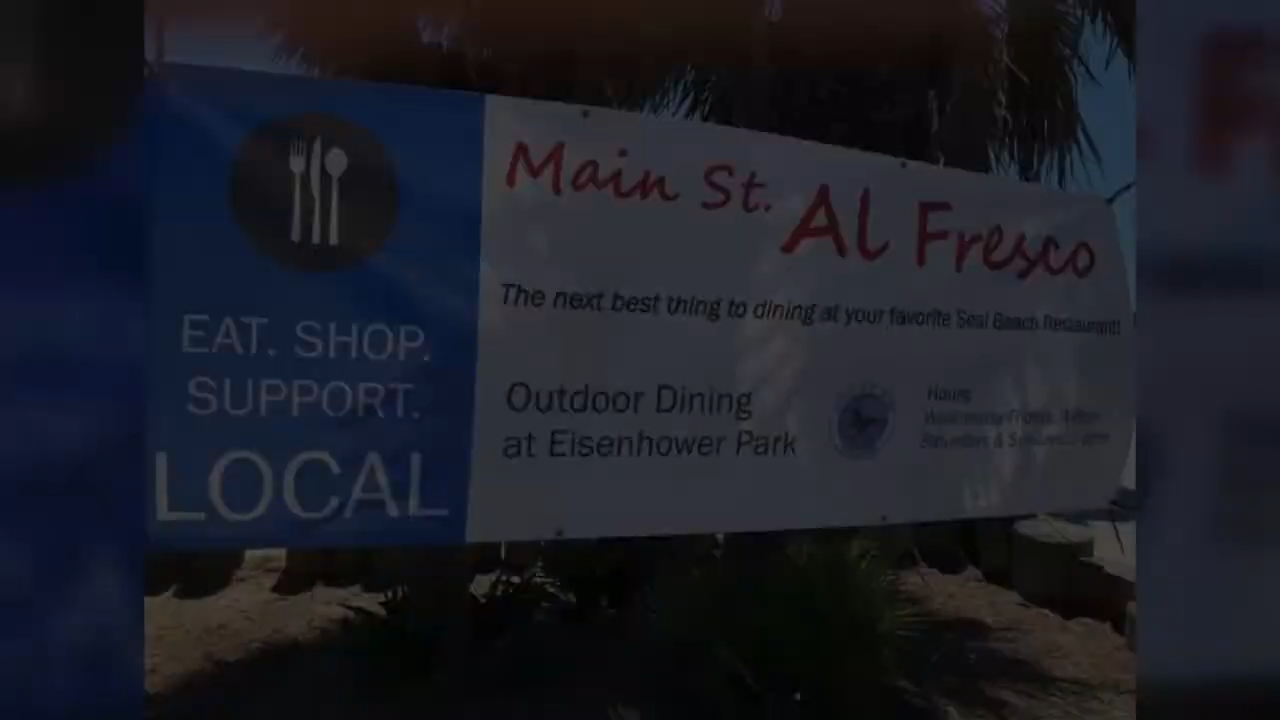 EAT. SHOP.
SUPPORT.
LOCAL
Main St. Al Fresco
The next best thing to dining at your favorite Seal Beach Restaurant!
Outdoor Dining
at Eisenhower Park
Hours